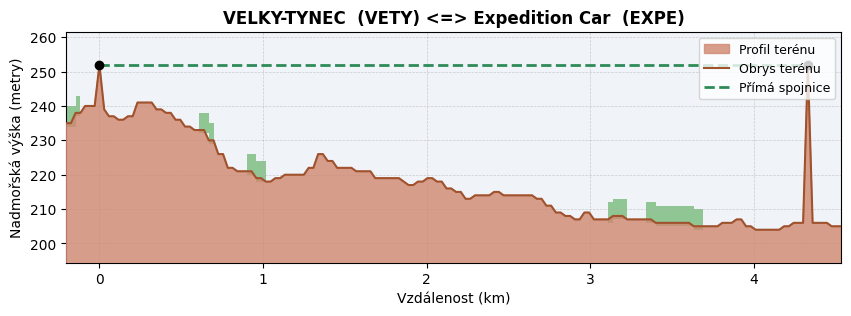 VELKY-TYNEC  (VETY) <=> Expedition Car  (EXPE)
Nadmořská výška (metry)
260
250
240
230
220
210
200
Profil terénu
Obrys terénu
Přímá spojnice
0 1 2 3 4
Vzdálenost (km)